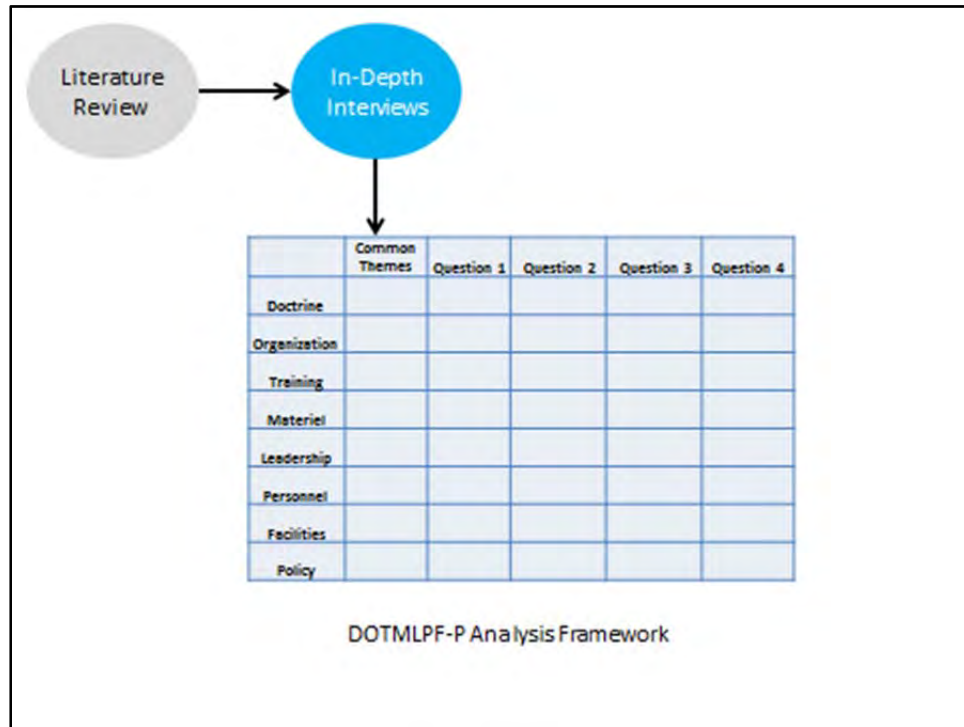 Literature
Review
In-Depth
Interviews
Common
Themes
Question 1
Question 2
Question 3
Question 4
Doctrine
Organization
Training
Materiel
Leadership
Personnel
Facilities
Policy
DOTMLPF-P Analysis Framework